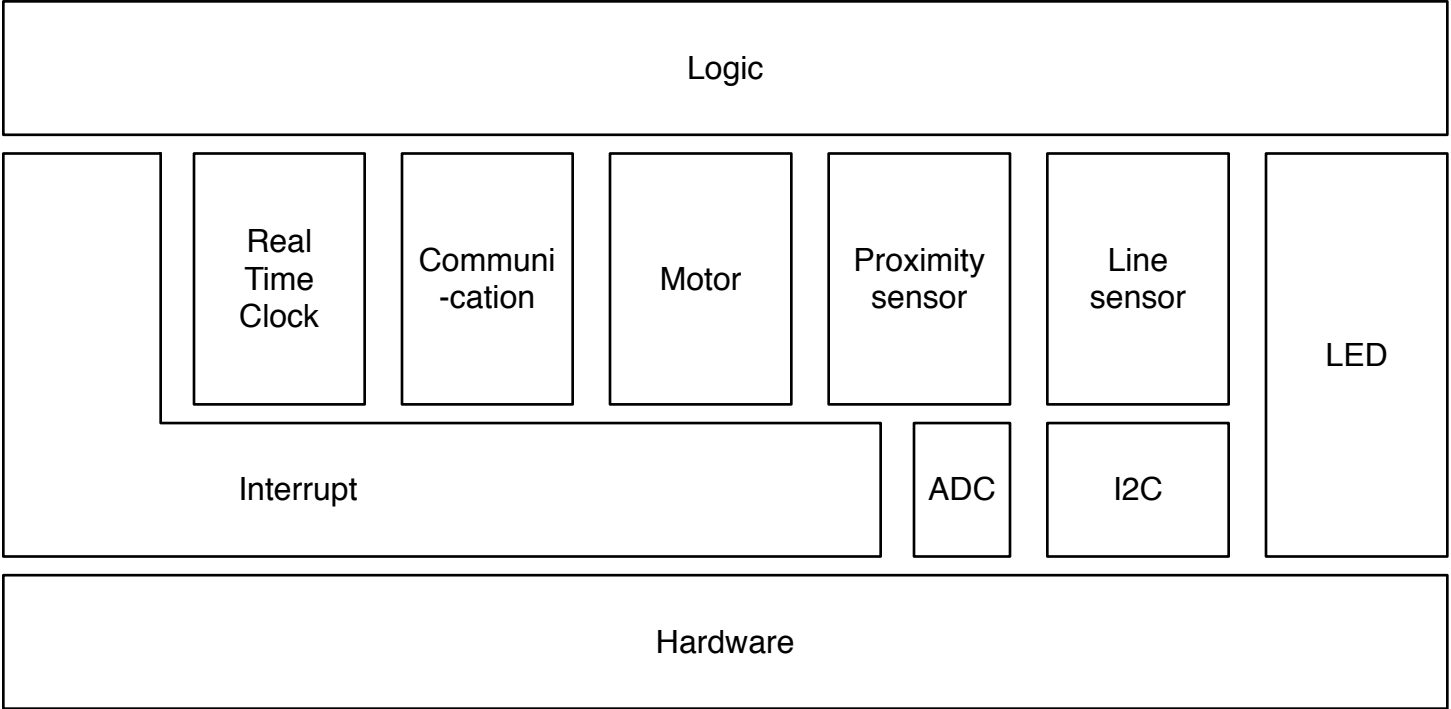 Logic
Real
Time
Clock
Communi
-cation
Motor
Proximity
sensor
Line
sensor
LED
Interrupt
ADC
I2C
Hardware